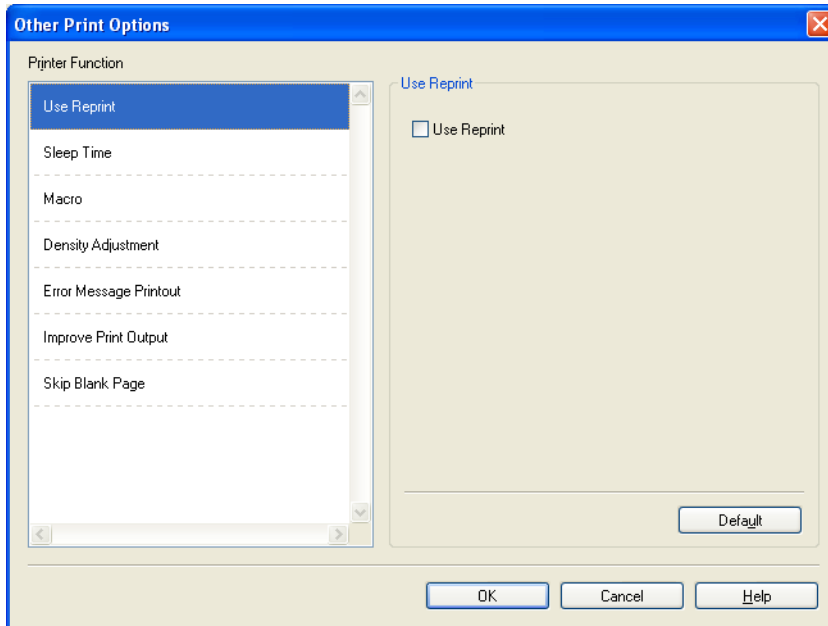 Other Print Options
Printer Function
Use Reprint
Sleep Time
Macro
Density Adjustment
Error Message Printout
Improve Print Output
Skip Blank Page
Use Reprint
Use Reprint
Default
OK
Cancel
Help